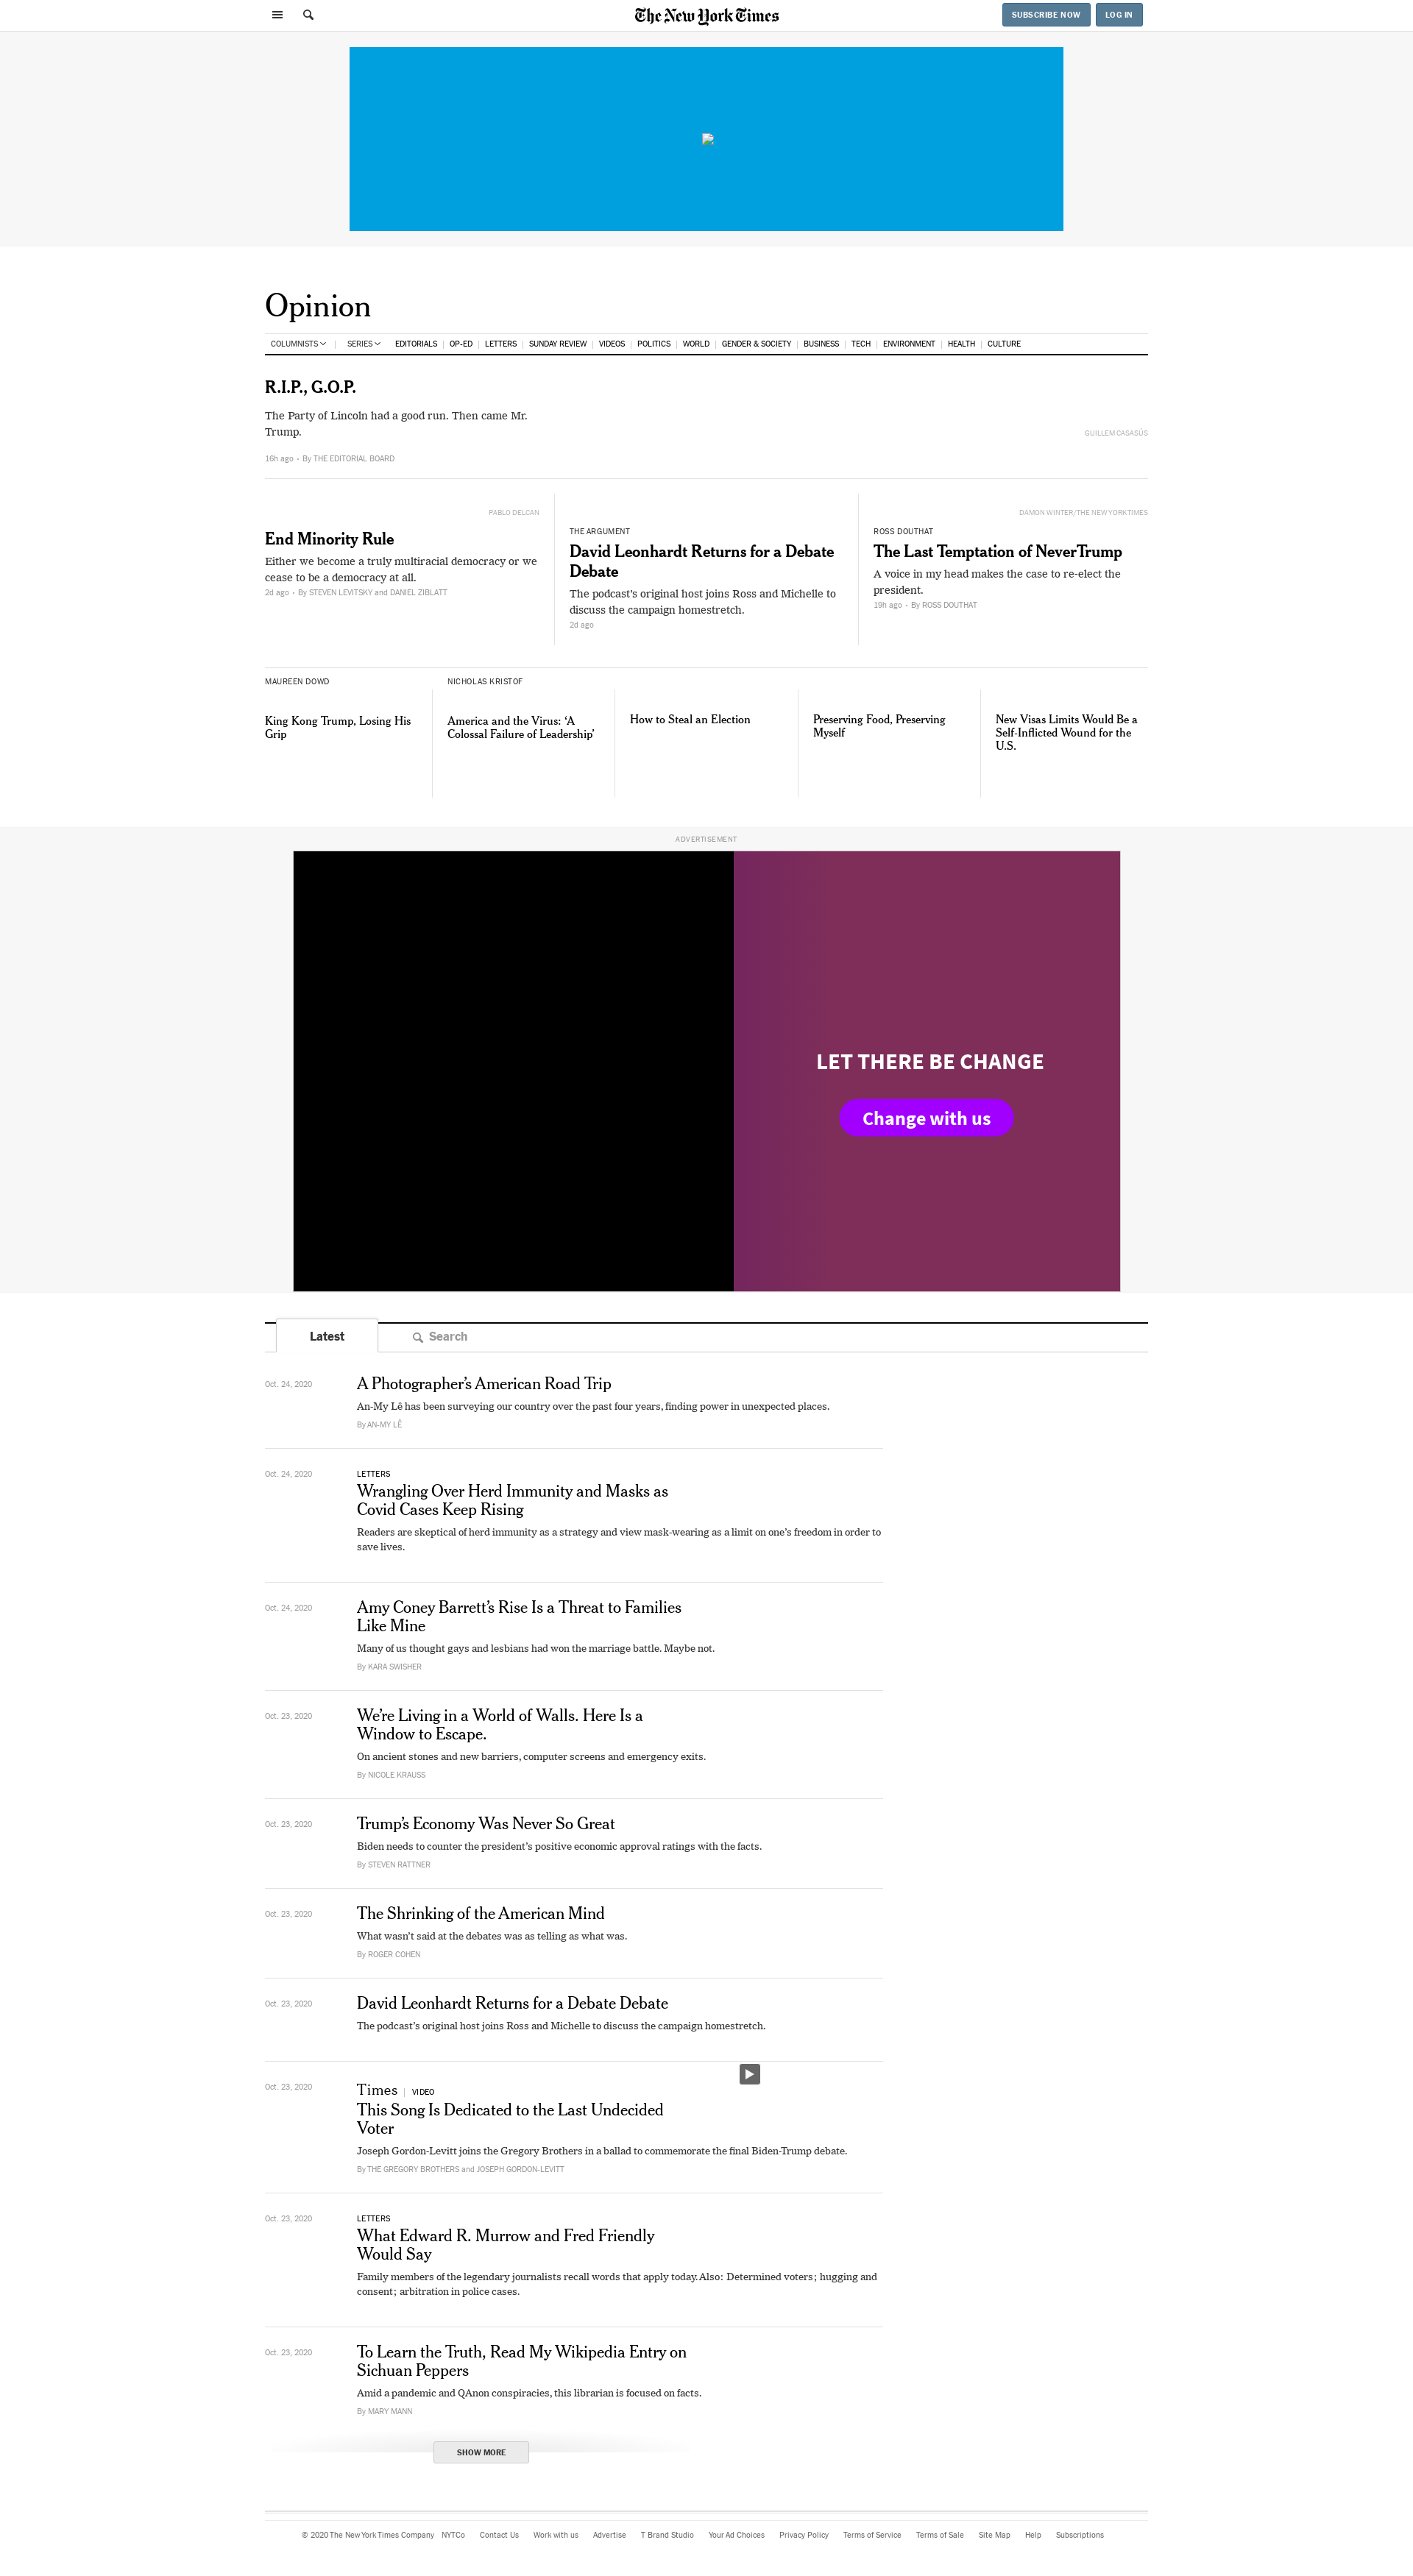 The New York Times
SUBSCRIBE NOW
LOG IN
Opinion
COLUMNISTS
SERIES
EDITORIALS
OP-ED
LETTERS
SUNDAY REVIEW
VIDEOS
POLITICS
WORLD
GENDER & SOCIETY
BUSINESS
TECH
ENVIRONMENT
HEALTH
CULTURE
R.I.P., G.O.P.
The Party of Lincoln had a good run. Then came Mr.
Trump.
GUILLEM CASASÚS
16h ago • By THE EDITORIAL BOARD
PABLO DELCAN
End Minority Rule
Either we become a truly multiracial democracy or we
cease to be a democracy at all.
2d ago • By STEVEN LEVITSKY and DANIEL ZIBLATT
THE ARGUMENT
David Leonhardt Returns for a Debate
Debate
The podcast's original host joins Ross and Michelle to
discuss the campaign homestretch.
2d ago
DAMON WINTER/THE NEW YORK TIMES
ROSS DOUTHAT
The Last Temptation of NeverTrump
A voice in my head makes the case to re-elect the
president.
19h ago • By ROSS DOUTHAT
MAUREEN DOWD
King Kong Trump, Losing His
Grip
NICHOLAS KRISTOF
America and the Virus: ‘A
Colossal Failure of Leadership’
How to Steal an Election
Preserving Food, Preserving
Myself
New Visas Limits Would Be a
Self-Inflicted Wound for the
U.S.
ADVERTISEMENT
LET THERE BE CHANGE
Change with us
Latest
Search
Oct. 24, 2020
A Photographer’s American Road Trip
An-My Lê has been surveying our country over the past four years, finding power in unexpected places.
By AN-MY LÊ
Oct. 24, 2020
LETTERS
Wrangling Over Herd Immunity and Masks as
Covid Cases Keep Rising
Readers are skeptical of herd immunity as a strategy and view mask-wearing as a limit on one’s freedom in order to
save lives.
Oct. 24, 2020
Amy Coney Barrett’s Rise Is a Threat to Families
Like Mine
Many of us thought gays and lesbians had won the marriage battle. Maybe not.
By KARA SWISHER
Oct. 23, 2020
We’re Living in a World of Walls. Here Is a
Window to Escape.
On ancient stones and new barriers, computer screens and emergency exits.
By NICOLE KRAUSS
Oct. 23, 2020
Trump’s Economy Was Never So Great
Biden needs to counter the president’s positive economic approval ratings with the facts.
By STEVEN RATTNER
Oct. 23, 2020
The Shrinking of the American Mind
What wasn’t said at the debates was as telling as what was.
By ROGER COHEN
Oct. 23, 2020
David Leonhardt Returns for a Debate Debate
The podcast’s original host joins Ross and Michelle to discuss the campaign homestretch.
Oct. 23, 2020
Times | VIDEO
This Song Is Dedicated to the Last Undecided
Voter
Joseph Gordon-Levitt joins the Gregory Brothers in a ballad to commemorate the final Biden-Trump debate.
By THE GREGORY BROTHERS and JOSEPH GORDON-LEVITT
Oct. 23, 2020
LETTERS
What Edward R. Murrow and Fred Friendly
Would Say
Family members of the legendary journalists recall words that apply today. Also: Determined voters; hugging and
consent; arbitration in police cases.
Oct. 23, 2020
To Learn the Truth, Read My Wikipedia Entry on
Sichuan Peppers
Amid a pandemic and QAnon conspiracies, this librarian is focused on facts.
By MARY MANN
SHOW MORE
© 2020 The New York Times Company NYTCo Contact Us Work with us Advertise T Brand Studio Your Ad Choices Privacy Policy Terms of Service Terms of Sale Site Map Help Subscriptions